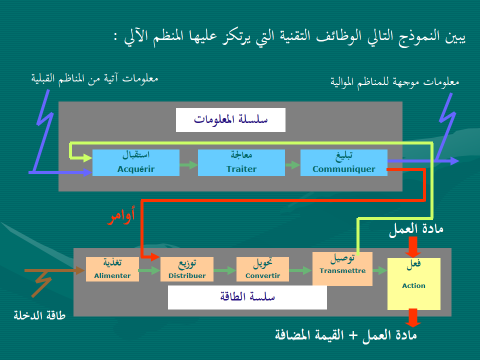 يبين النموذج التالي الوظائف التقنية التي يرتكز عليها المنظم الآلي :
معلومات آتية من المناظم القبلية
معلومات موجهة للمناظم الموالية
سلسلة المعلومات
استقبال
Acquérir
معالجة
Traiter
تبليغ
Communiquer
أوامر
مادة العمل
تغذية
Alimenter
توزيع
Distribuer
تحويل
Convertir
توصيل
Transmettre
فعل
Action
سلسة الطاقة
طاقة الدخلة
مادة العمل + القيمة المضافة